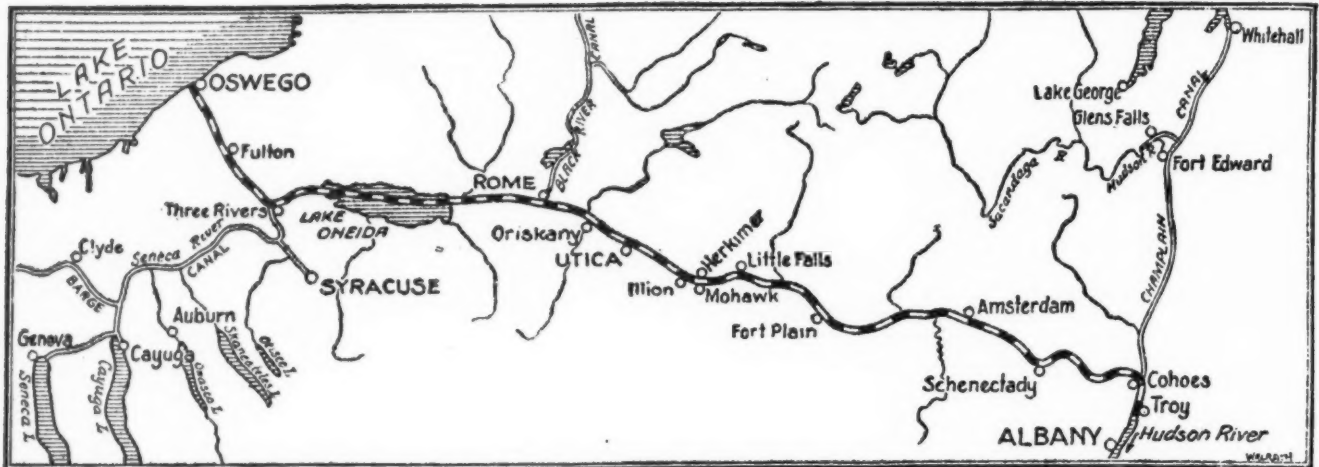 LAKE
ONTARIO
OSWEGO
Fulton
Three Rivers
LAKE
ONEIDA
ROME
BLACK
RIVER
CANAL
Oriskany
UTICA
Illion
Herkimer
Mohawk
Little Falls
Fort Plain
Amsterdam
Schenectady
Cohoes
Troy
ALBANY
Hudson River
Whitehall
Lake George
Glens Falls
Hudson R.
Fort Edward
CHAMPLAIN
CANAL
Sacandaga
R.
Clyde
Seneca
River
BARGE
CANAL
SYRACUSE
Auburn
Geneva
Cayuga
Seneca L
Cayuga L
Owasco L
Skaneateles L